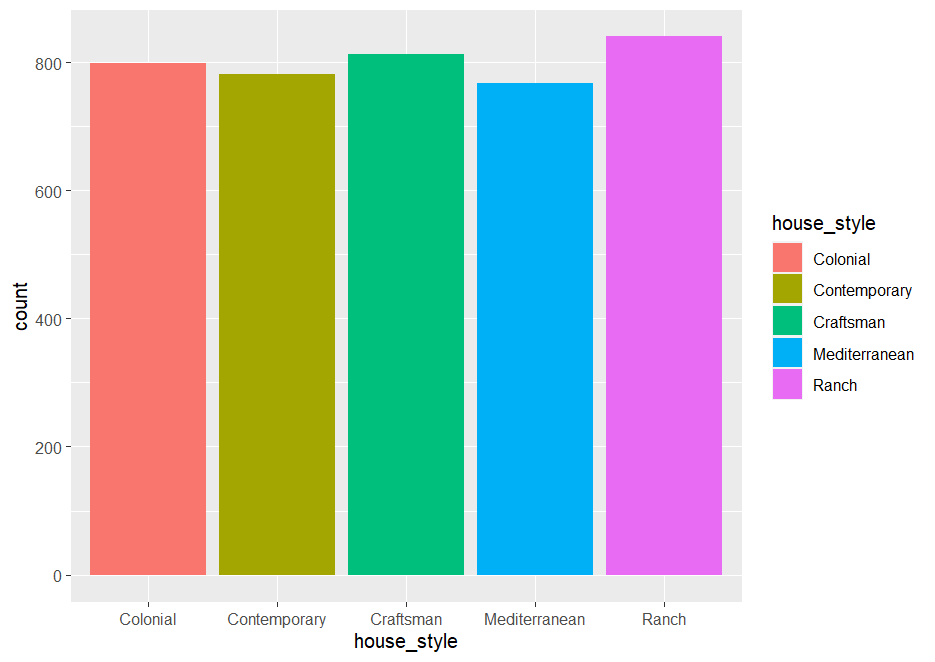 count
800
600
400
200
0
Colonial
Contemporary
Craftsman
Mediterranean
Ranch
house_style
house_style
Colonial
Contemporary
Craftsman
Mediterranean
Ranch